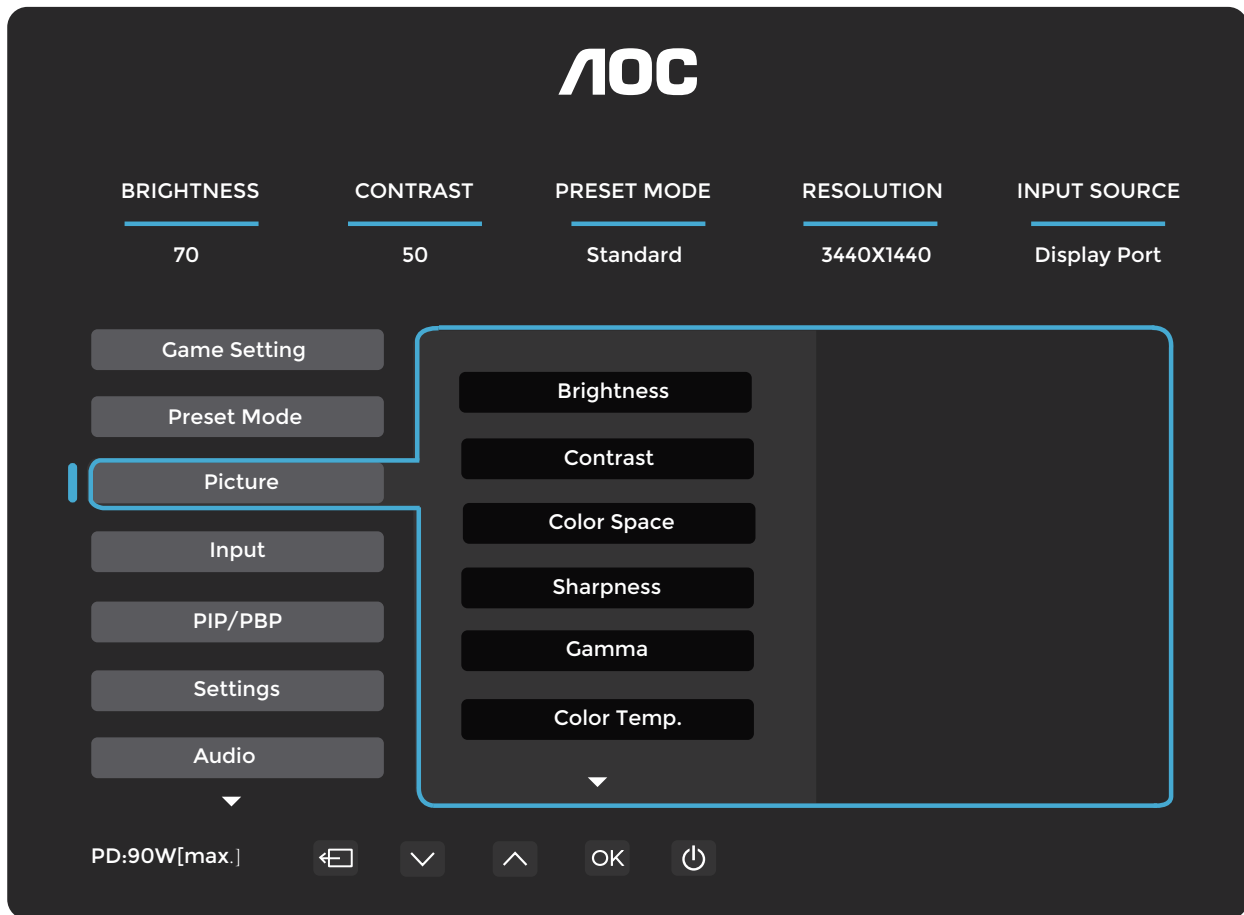 AOC
BRIGHTNESS CONTRAST PRESET MODE RESOLUTION INPUT SOURCE
70 50 Standard 3440X1440 Display Port
Game Setting
Preset Mode
Picture
Input
PIP/PBP
Settings
Audio
Brightness
Contrast
Color Space
Sharpness
Gamma
Color Temp.
PD:90W[max.]
OK